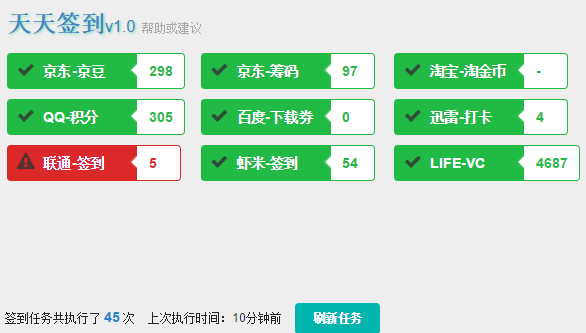 天天签到v1.0 帮助或建议
京东-京豆 298 京东-筹码 97 淘宝-淘金币 -
QQ-积分 305 百度-下载券 0 迅雷-打卡 4
联通-签到 5 虾米-签到 54 LIFE-VC 4687
签到任务共执行了 45 次 上次执行时间：10分钟前 刷新任务